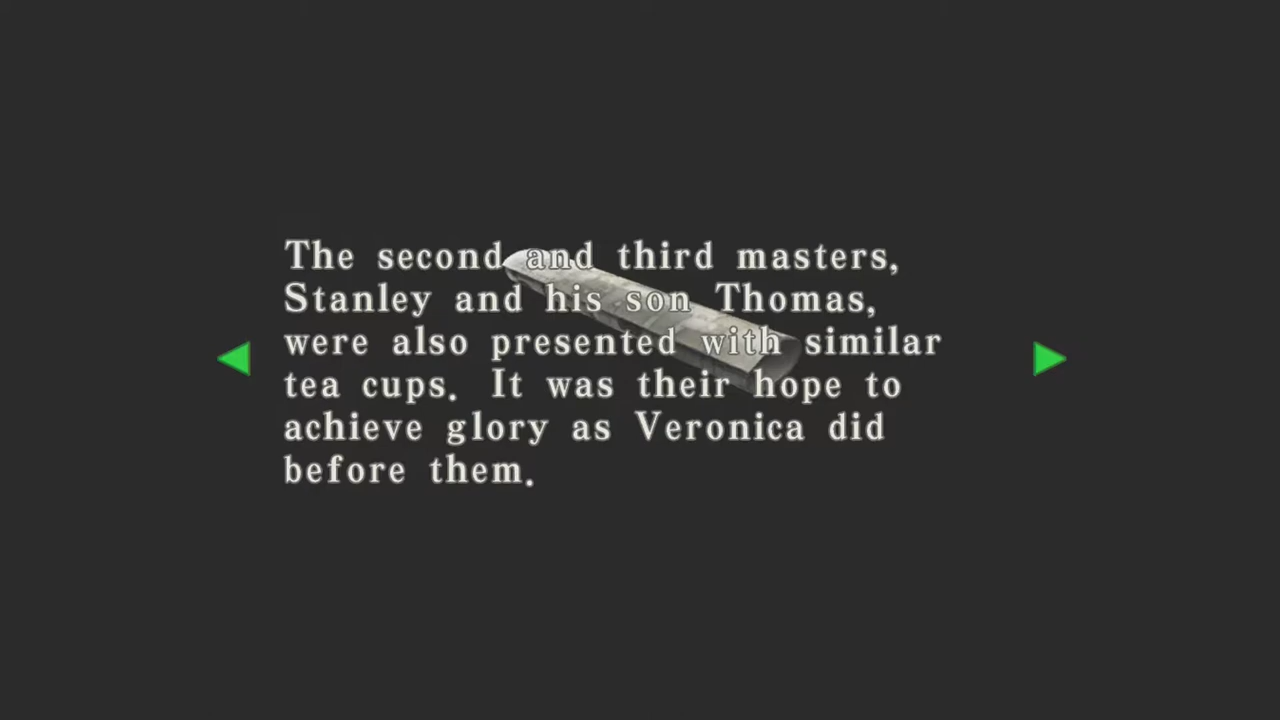 The second and third masters,
Stanley and his son Thomas,
were also presented with similar
tea cups. It was their hope to
achieve glory as Veronica did
before them.